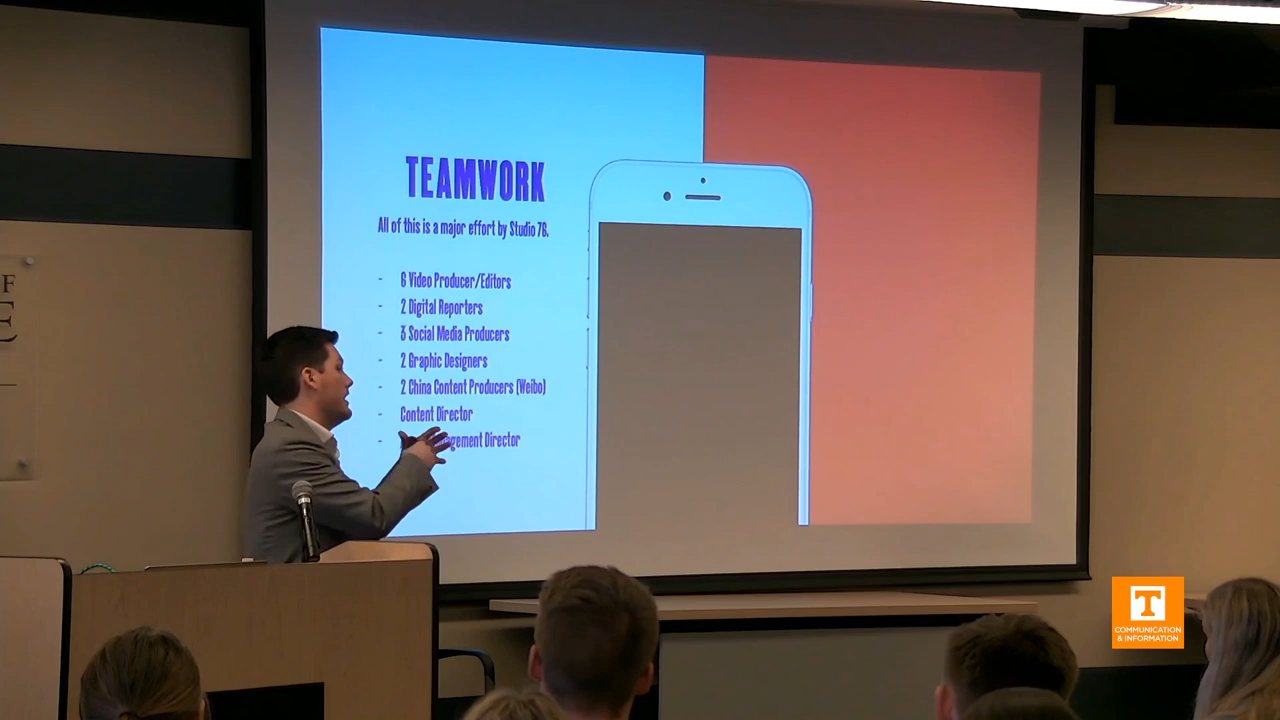 TEAMWORK
All of this is a major effort by Studio 76.
- 6 Video Producer/Editors
- 2 Digital Reporters
- 3 Social Media Producers
- 2 Graphic Designers
- 2 China Content Producers (Weibo)
- Content Director
- Director
F
E
T
COMMUNICATION
& INFORMATION